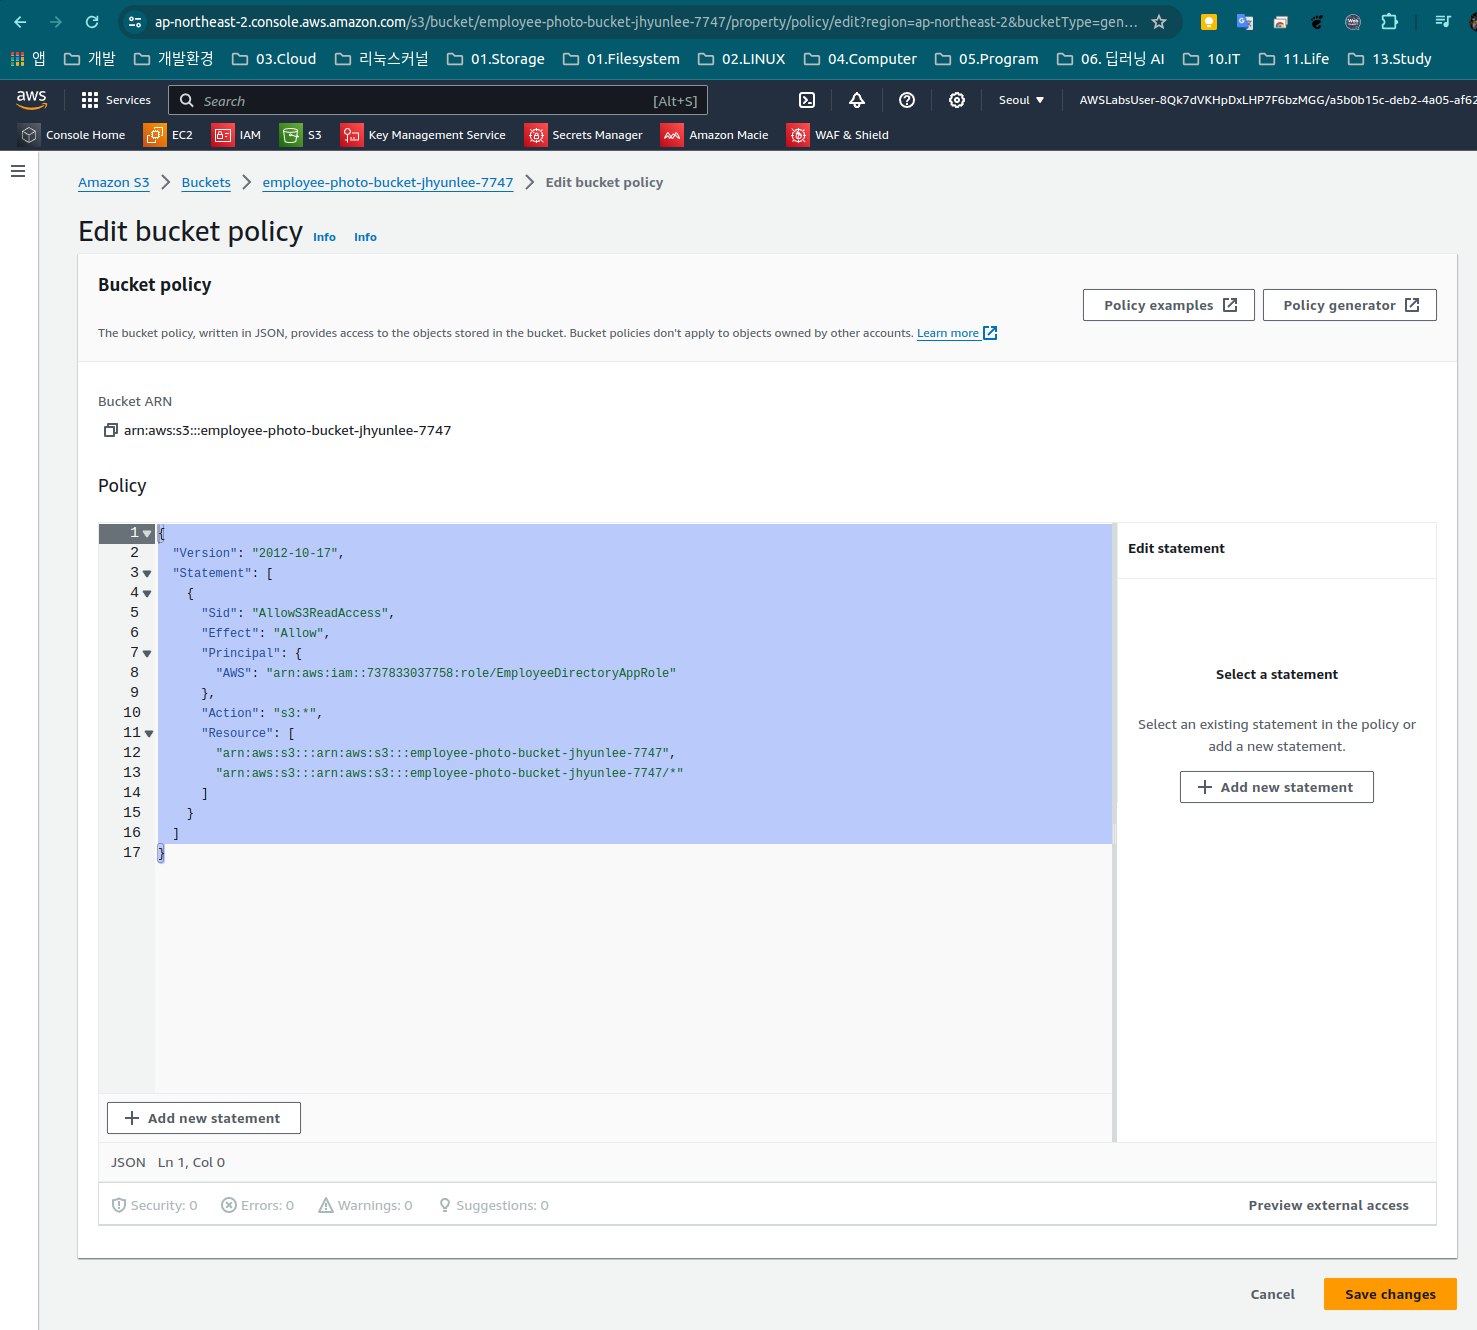 ap-northeast-2.console.aws.amazon.com/s3/bucket/employee-photo-bucket-jhyunlee-7747/property/policy/edit?region=ap-northeast-2&bucketType=gen...
앱 개발 개발환경 03.Cloud 리눅스커널 01.Storage 01.Filesystem 02.LINUX 04.Computer 05.Program 06. 딥러닝 AI 10.IT 11.Life 13.Study
aws Services Search [Alt+S] Seoul AWSLabsUser-8Qk7dVKHpDxLHP7F6bzMGG/a5b0b15c-deb2-4a05-af62
Console Home EC2 IAM S3 Key Management Service Secrets Manager Amazon Macie WAF & Shield
Amazon S3 Buckets employee-photo-bucket-jhyunlee-7747 Edit bucket policy
Edit bucket policy Info Info
Bucket policy
Policy examples Policy generator
The bucket policy, written in JSON, provides access to the objects stored in the bucket. Bucket policies don't apply to objects owned by other accounts. Learn more
Bucket ARN
arn:aws:s3:::employee-photo-bucket-jhyunlee-7747
Policy
1 {
2 "Version": "2012-10-17",
3 "Statement": [
4 {
5 "Sid": "AllowS3ReadAccess",
6 "Effect": "Allow",
7 "Principal": {
8 "AWS": "arn:aws:iam::737833037758:role/EmployeeDirectoryAppRole"
9 },
10 "Action": "s3:*",
11 "Resource": [
12 "arn:aws:s3:::arn:aws:s3:::employee-photo-bucket-jhyunlee-7747",
13 "arn:aws:s3:::arn:aws:s3:::employee-photo-bucket-jhyunlee-7747/*"
14 ]
15 }
16 ]
17 }
Edit statement
Select a statement
Select an existing statement in the policy or
add a new statement.
Add new statement
Add new statement
JSON Ln 1, Col 0
Security: 0 Errors: 0 Warnings: 0 Suggestions: 0 Preview external access
Cancel Save changes